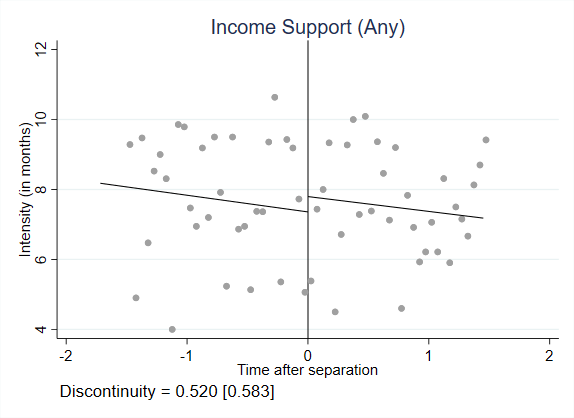 Income Support (Any)
Intensity (in months)
12
10
8
6
4
-2 -1 0 1 2
Time after separation
Discontinuity = 0.520 [0.583]